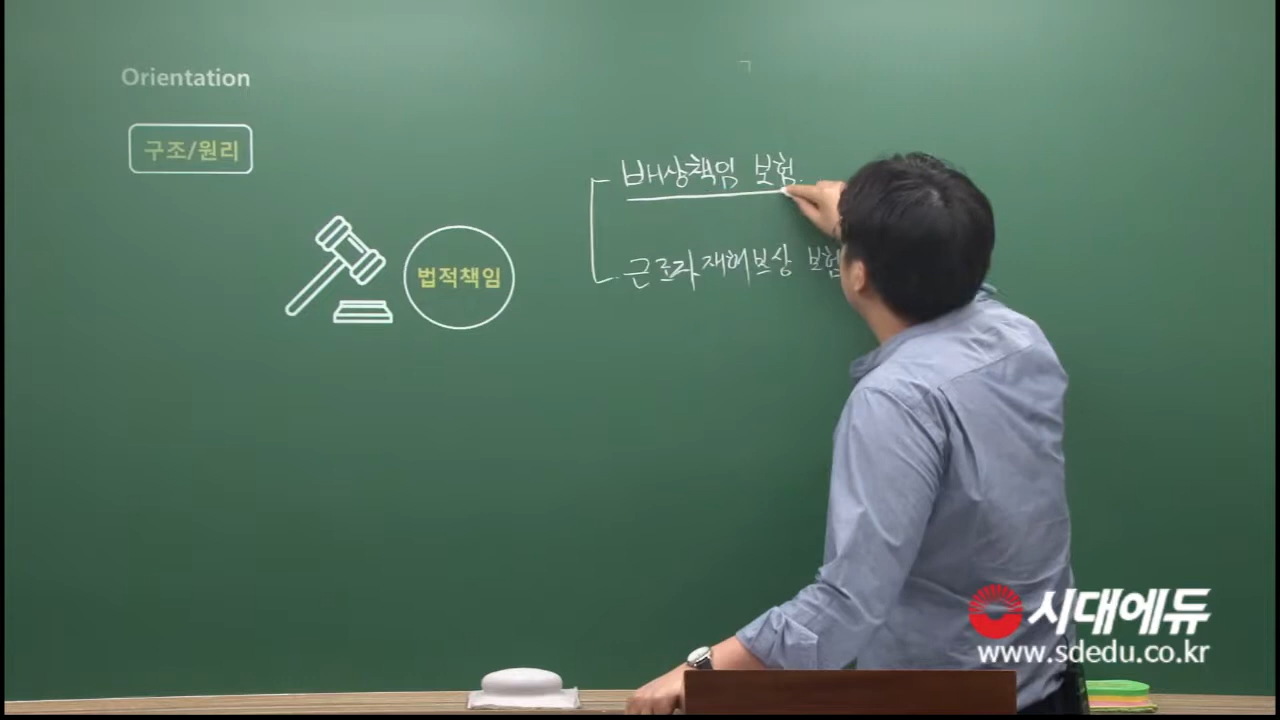 Orientation
구조/원리
배상책임 보험
법적책임
근로자 재해보상 보험
시대에듀
www.sdedu.co.kr